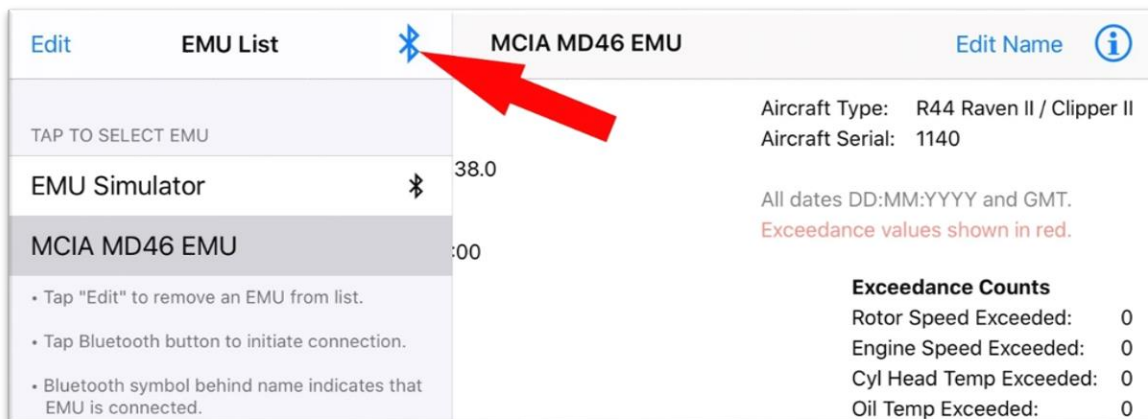 Edit EMU List
TAP TO SELECT EMU
EMU Simulator
MCIA MD46 EMU
• Tap "Edit" to remove an EMU from list.
• Tap Bluetooth button to initiate connection.
• Bluetooth symbol behind name indicates that
EMU is connected.
MCIA MD46 EMU Edit Name
38.0
:00
Aircraft Type: R44 Raven II / Clipper II
Aircraft Serial: 1140
All dates DD:MM:YYYY and GMT.
Exceedance values shown in red.
Exceedance Counts
Rotor Speed Exceeded: 0
Engine Speed Exceeded: 0
Cyl Head Temp Exceeded: 0
Oil Temp Exceeded: 0